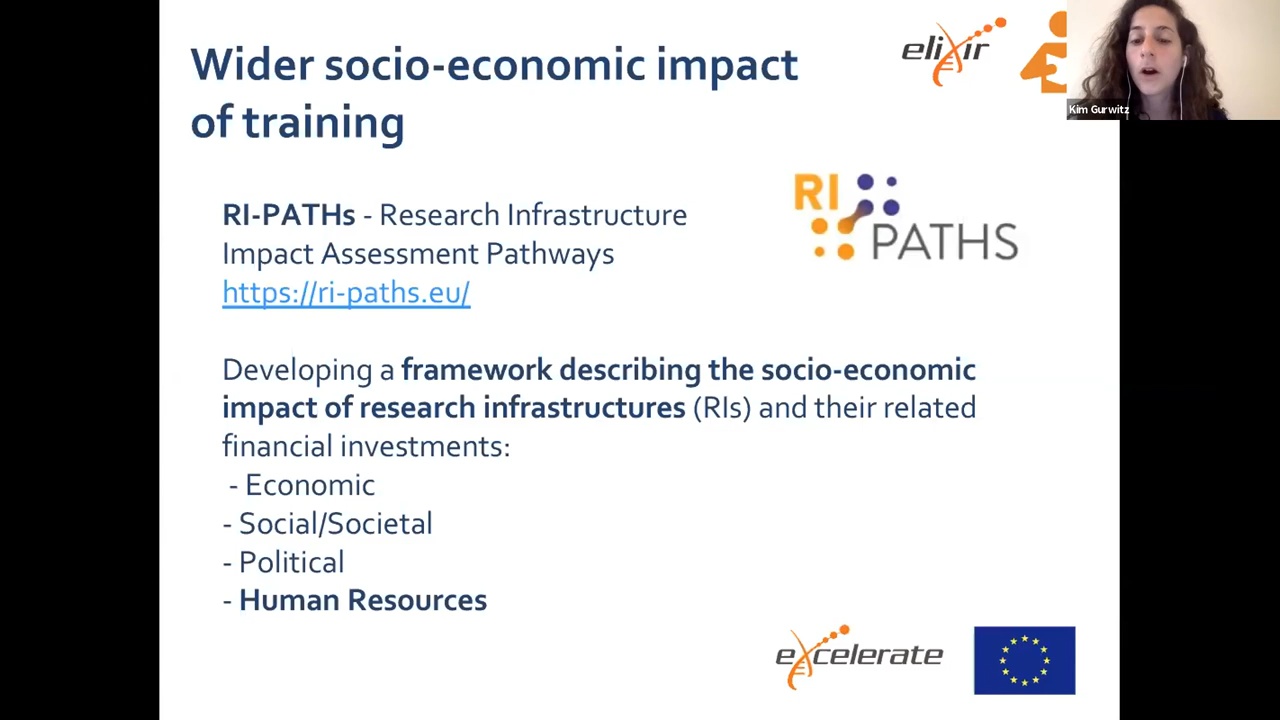 Wider socio-economic impact
of training
elixir
Kim Gurwitz
RI-PATHs - Research Infrastructure
Impact Assessment Pathways
https://ri-paths.eu/
RI
PATHS
Developing a framework describing the socio-economic
impact of research infrastructures (RIs) and their related
financial investments:
- Economic
- Social/Societal
- Political
- Human Resources
excelerate